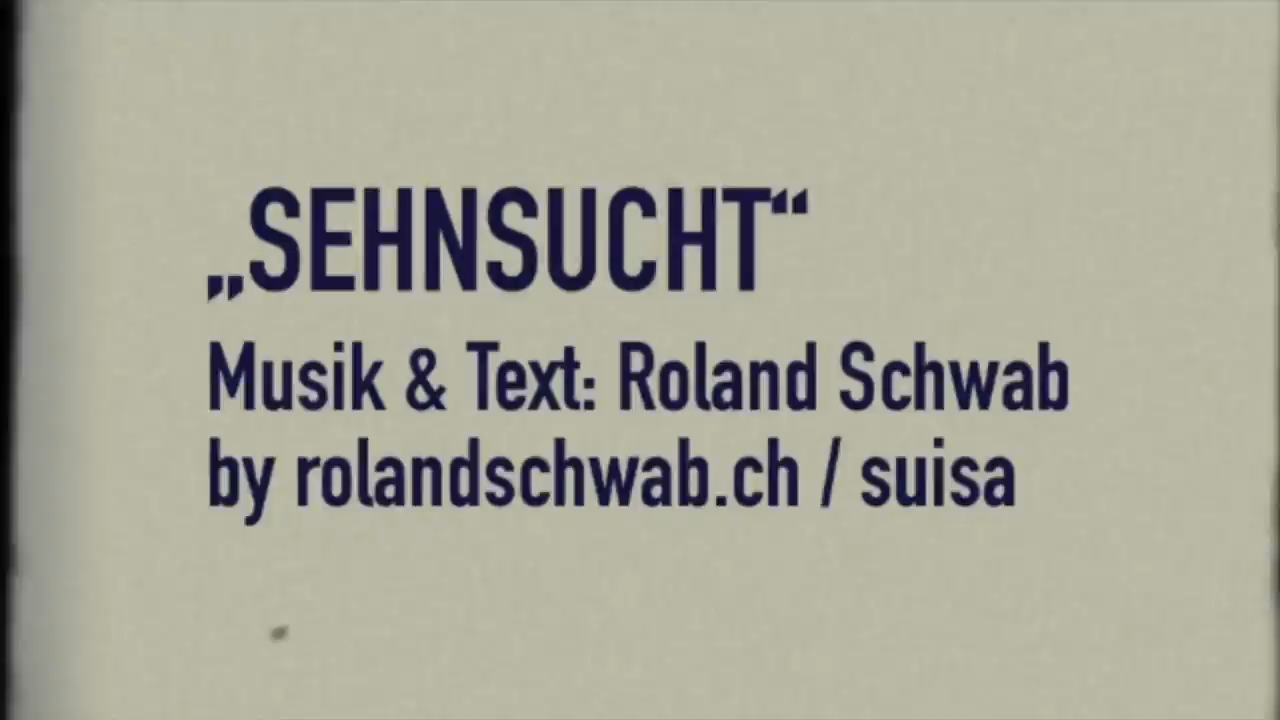 „SEHNSUCHT“
Musik & Text: Roland Schwab
by rolandschwab.ch / suisa